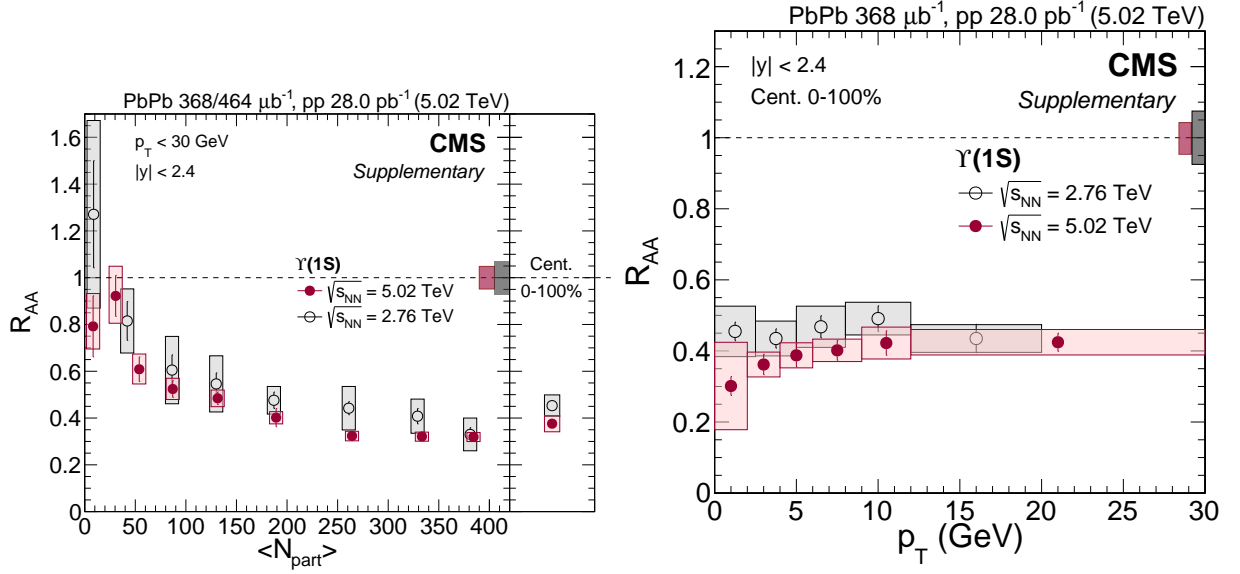 PbPb 368/464 μb⁻¹, pp 28.0 pb⁻¹ (5.02 TeV)
p_T < 30 GeV
|y| < 2.4
CMS
Supplementary
ϒ(1S)
√s_NN = 5.02 TeV
√s_NN = 2.76 TeV
Cent.
0-100%
R_AA
0
0.2
0.4
0.6
0.8
1
1.2
1.4
1.6
0 50 100 150 200 250 300 350 400
<N_part>
PbPb 368 μb⁻¹, pp 28.0 pb⁻¹ (5.02 TeV)
|y| < 2.4
Cent. 0-100%
CMS
Supplementary
ϒ(1S)
√s_NN = 2.76 TeV
√s_NN = 5.02 TeV
R_AA
0
0.2
0.4
0.6
0.8
1
1.2
0 5 10 15 20 25 30
p_T (GeV)